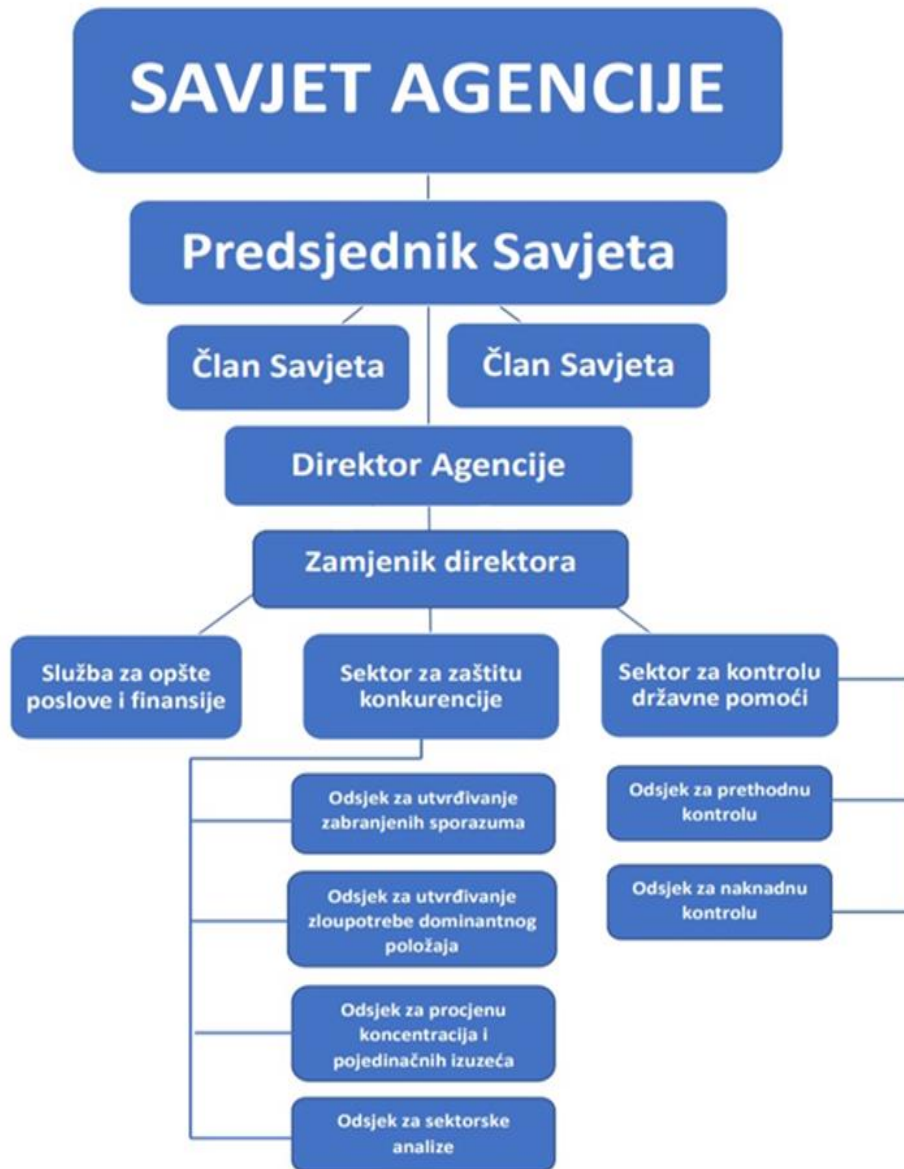 SAVJET AGENCIJE
Predsjednik Savjeta
Član Savjeta
Član Savjeta
Direktor Agencije
Zamjenik direktora
Služba za opšte
poslove i finansije
Sektor za zaštitu
konkurencije
Sektor za kontrolu
državne pomoći
Odsjek za utvrđivanje
zabranjenih sporazuma
Odsjek za utvrđivanje
zloupotrebe dominantnog
položaja
Odsjek za procjenu
koncentracija i
pojedinačnih izuzeća
Odsjek za sektorske
analize
Odsjek za prethodnu
kontrolu
Odsjek za naknadnu
kontrolu